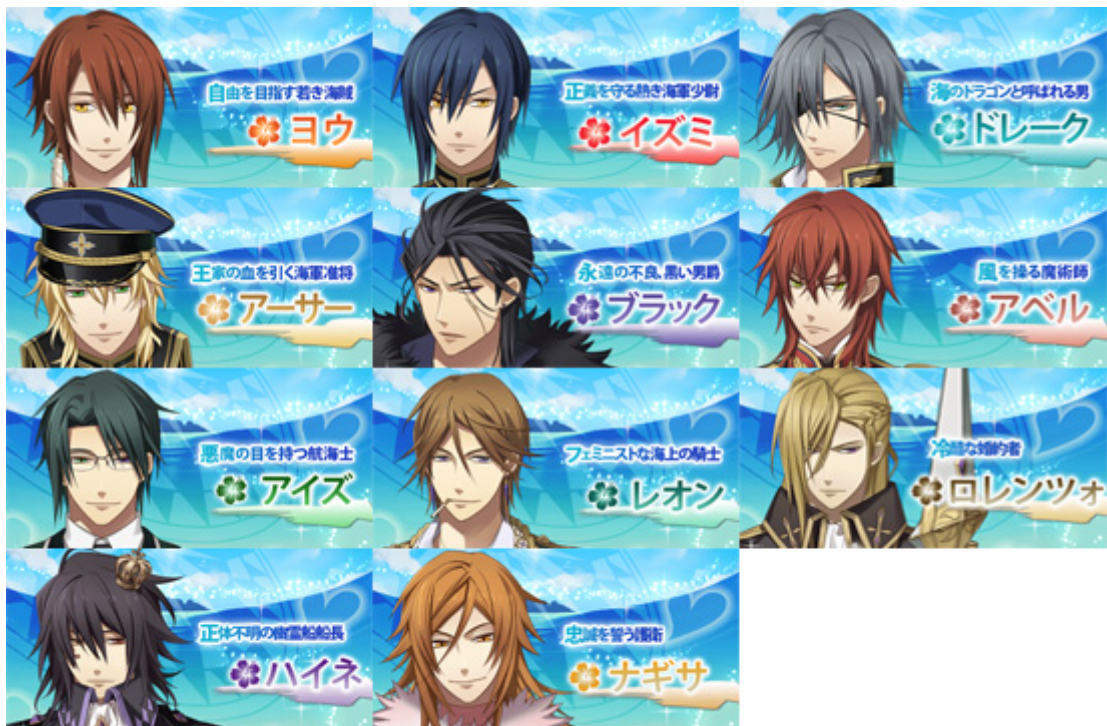 自由を目指す若き海賊
ヨウ
正義を守る熱き海軍少尉
イズミ
海のドラゴンと呼ばれる男
ドレーク
王家の血を引く海軍准将
アーサー
永遠の不良、黒い男爵
ブラック
風を操る魔術師
アベル
悪魔の目を持つ航海士
アイズ
フェミニストな海上の騎士
レオン
冷酷な婚約者
ロレンツォ
正体不明の幽霊船船長
ハイネ
忠誠を誓う護衛
ナギサ